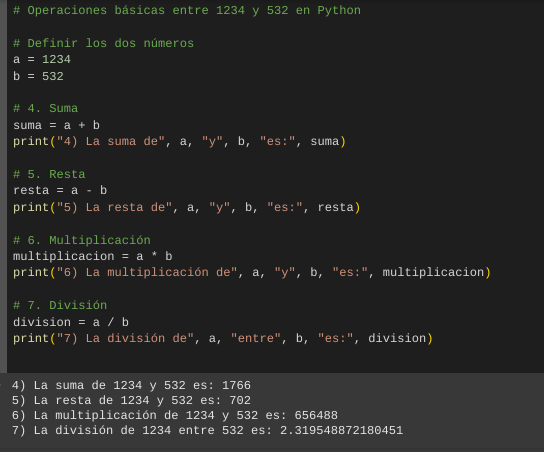 # Operaciones básicas entre 1234 y 532 en Python
# Definir los dos números
a = 1234
b = 532
# 4. Suma
suma = a + b
print("4) La suma de", a, "y", b, "es:", suma)
# 5. Resta
resta = a - b
print("5) La resta de", a, "y", b, "es:", resta)
# 6. Multiplicación
multiplicacion = a * b
print("6) La multiplicación de", a, "y", b, "es:", multiplicacion)
# 7. División
division = a / b
print("7) La división de", a, "entre", b, "es:", division)
4) La suma de 1234 y 532 es: 1766
5) La resta de 1234 y 532 es: 702
6) La multiplicación de 1234 y 532 es: 656488
7) La división de 1234 entre 532 es: 2.319548872180451